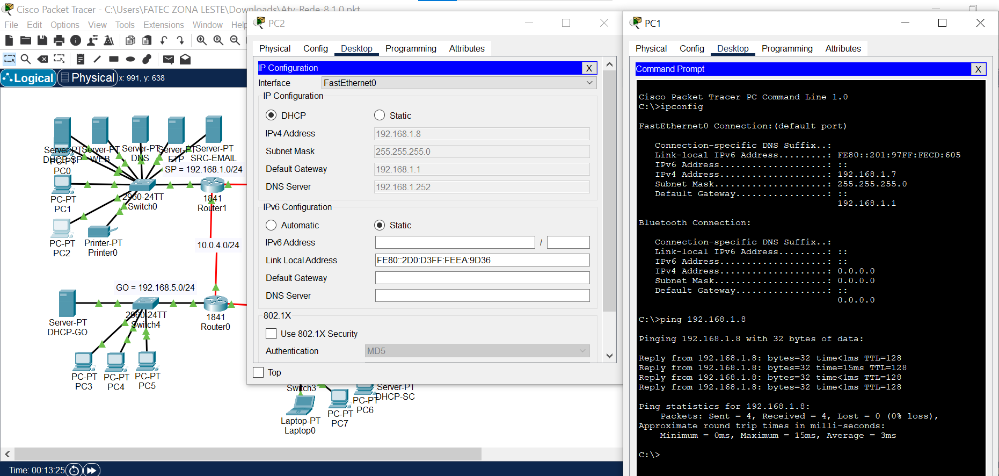 Cisco Packet Tracer - C:\Users\FATEC ZONA LESTE\Downloads\Atv-Rede-8.1.0.pkt
File Edit Options View Tools Extensions Window Help
Logical
Physical
x: 991, y: 638
Server-PT
DHCP-SP
Server-PT
WEB
Server-PT
DNS
Server-PT
FTP
Server-PT
SRC-EMAIL
PC-PT
PC0
SP = 192.168.1.0/24
PC-PT
PC1
2960-24TT
Switch0
1841
Router1
PC-PT
PC2
Printer-PT
Printer0
10.0.4.0/24
GO = 192.168.5.0/24
Server-PT
DHCP-GO
2960-24TT
Switch4
1841
Router0
PC-PT
PC3
PC-PT
PC4
PC-PT
PC5
Switch3
Laptop-PT
Laptop0
PC-PT
PC7
PC-PT
PC6
Server-PT
DHCP-SC
Time: 00:13:25
PC2
Physical Config Desktop Programming Attributes
IP Configuration X
Interface FastEthernet0
IP Configuration
DHCP Static
IPv4 Address 192.168.1.8
Subnet Mask 255.255.255.0
Default Gateway 192.168.1.1
DNS Server 192.168.1.252
IPv6 Configuration
Automatic Static
IPv6 Address /
Link Local Address FE80::2D0:D3FF:FEEA:9D36
Default Gateway
DNS Server
802.1X
Use 802.1X Security
Authentication MD5
Top
PC1
Physical Config Desktop Programming Attributes
Command Prompt X
Cisco Packet Tracer PC Command Line 1.0
C:\>ipconfig
FastEthernet0 Connection:(default port)
Connection-specific DNS Suffix..:
Link-local IPv6 Address.........: FE80::201:97FF:FECD:605
IPv6 Address....................: ::
IPv4 Address....................: 192.168.1.7
Subnet Mask.....................: 255.255.255.0
Default Gateway.................: ::
192.168.1.1
Bluetooth Connection:
Connection-specific DNS Suffix..:
Link-local IPv6 Address.........: ::
IPv6 Address....................: ::
IPv4 Address....................: 0.0.0.0
Subnet Mask.....................: 0.0.0.0
Default Gateway.................: ::
0.0.0.0
C:\>ping 192.168.1.8
Pinging 192.168.1.8 with 32 bytes of data:
Reply from 192.168.1.8: bytes=32 time<1ms TTL=128
Reply from 192.168.1.8: bytes=32 time=15ms TTL=128
Reply from 192.168.1.8: bytes=32 time<1ms TTL=128
Reply from 192.168.1.8: bytes=32 time<1ms TTL=128
Ping statistics for 192.168.1.8:
Packets: Sent = 4, Received = 4, Lost = 0 (0% loss),
Approximate round trip times in milli-seconds:
Minimum = 0ms, Maximum = 15ms, Average = 3ms
C:\>